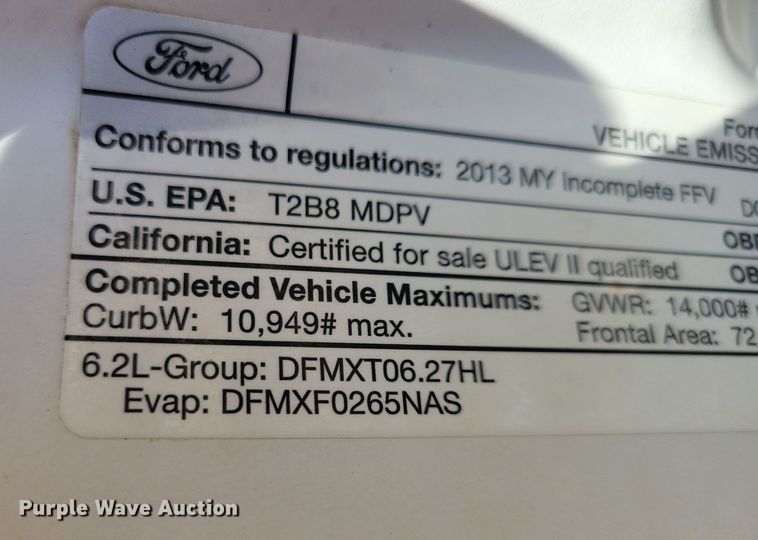 Ford
VEHICLE EMISS
Conforms to regulations: 2013 MY Incomplete FFV
U.S. EPA: T2B8 MDPV
California: Certified for sale ULEV II qualified
Completed Vehicle Maximums: GVWR: 14,000#
CurbW: 10,949# max. Frontal Area: 72
6.2L-Group: DFMXT06.27HL
Evap: DFMXF0265NAS
Purple Wave Auction